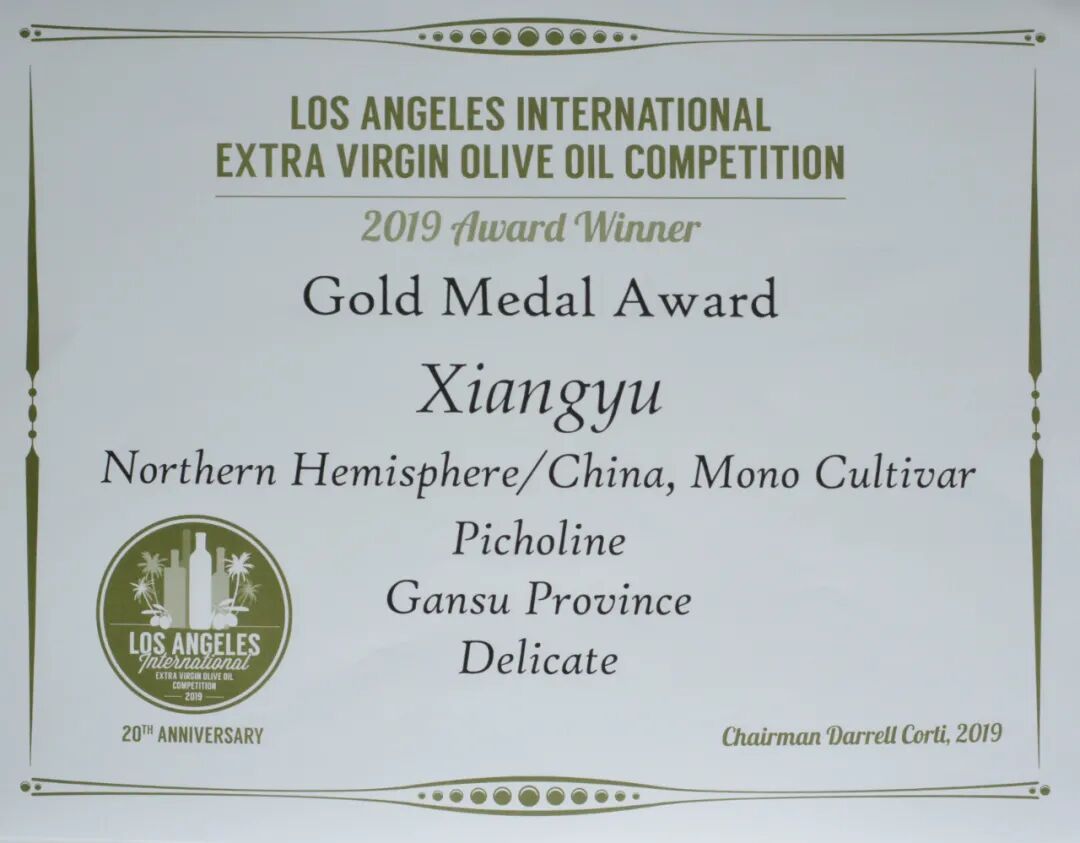 LOS ANGELES INTERNATIONAL
EXTRA VIRGIN OLIVE OIL COMPETITION
2019 Award Winner
Gold Medal Award
Xiangyu
Northern Hemisphere/China, Mono Cultivar
Picholine
Gansu Province
Delicate
LOS ANGELES
International
EXTRA VIRGIN OLIVE OIL
COMPETITION
2019
20TH ANNIVERSARY
Chairman Darrell Corti, 2019